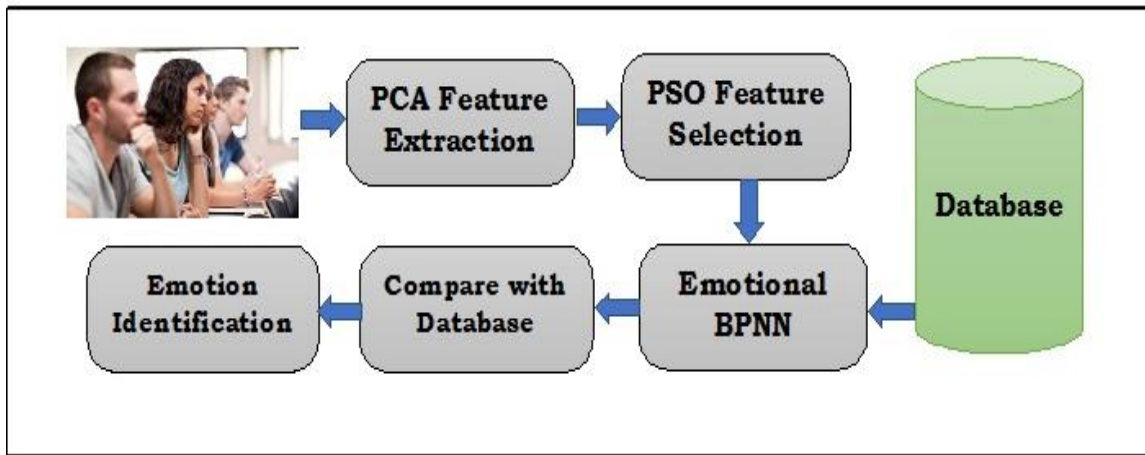 PCA Feature
Extraction
PSO Feature
Selection
Database
Emotional
BPNN
Compare with
Database
Emotion
Identification